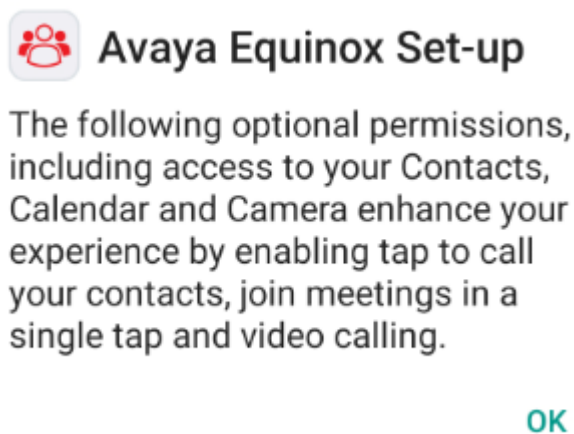 Avaya Equinox Set-up
The following optional permissions,
including access to your Contacts,
Calendar and Camera enhance your
experience by enabling tap to call
your contacts, join meetings in a
single tap and video calling.
OK